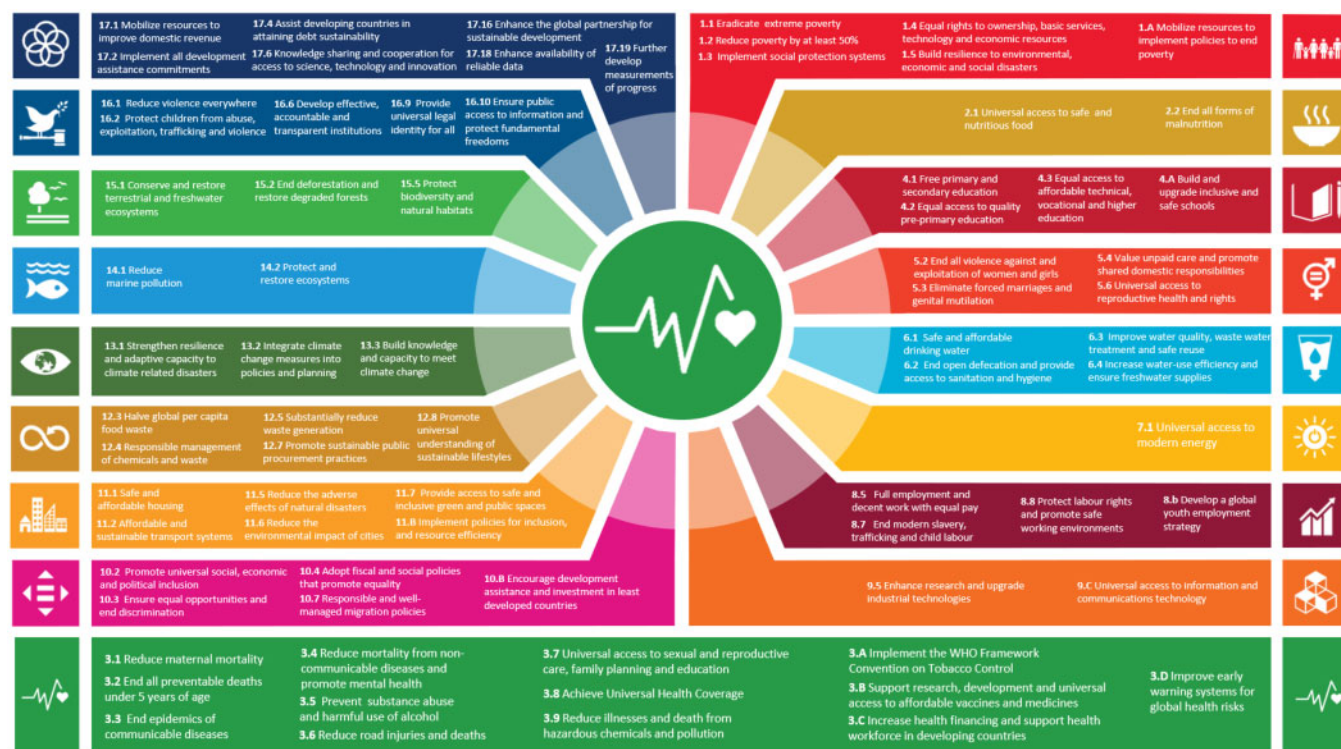 17.1 Mobilize resources to
improve domestic revenue
17.2 Implement all development
assistance commitments
17.4 Assist developing countries in
attaining debt sustainability
17.6 Knowledge sharing and cooperation for
access to science, technology and innovation
17.16 Enhance the global partnership for
sustainable development
17.18 Enhance availability of
reliable data
17.19 Further
develop
measurements
of progress
1.1 Eradicate extreme poverty
1.2 Reduce poverty by at least 50%
1.3 Implement social protection systems
1.4 Equal rights to ownership, basic services,
technology and economic resources
1.5 Build resilience to environmental,
economic and social disasters
1.A Mobilize resources to
implement policies to end
poverty
16.1 Reduce violence everywhere
16.2 Protect children from abuse,
exploitation, trafficking and violence
16.6 Develop effective,
accountable and
transparent institutions
16.9 Provide
universal legal
identity for all
16.10 Ensure public
access to information and
protect fundamental
freedoms
2.1 Universal access to safe and
nutritious food
2.2 End all forms of
malnutrition
15.1 Conserve and restore
terrestrial and freshwater
ecosystems
15.2 End deforestation and
restore degraded forests
15.5 Protect
biodiversity and
natural habitats
4.1 Free primary and
secondary education
4.2 Equal access to quality
pre-primary education
4.3 Equal access to
affordable technical,
vocational and higher
education
4.A Build and
upgrade inclusive and
safe schools
14.1 Reduce
marine pollution
14.2 Protect and
restore ecosystems
5.2 End all violence against and
exploitation of women and girls
5.3 Eliminate forced marriages and
genital mutilation
5.4 Value unpaid care and promote
shared domestic responsibilities
5.6 Universal access to
reproductive health and rights
13.1 Strengthen resilience
and adaptive capacity to
climate related disasters
13.2 Integrate climate
change measures into
policies and planning
13.3 Build knowledge
and capacity to meet
climate change
6.1 Safe and affordable
drinking water
6.2 End open defecation and provide
access to sanitation and hygiene
6.3 Improve water quality, waste water
treatment and safe reuse
6.4 Increase water-use efficiency and
ensure freshwater supplies
12.3 Halve global per capita
food waste
12.4 Responsible management
of chemicals and waste
12.5 Substantially reduce
waste generation
12.7 Promote sustainable public
procurement practices
12.8 Promote
universal
understanding of
sustainable lifestyles
7.1 Universal access to
modern energy
11.1 Safe and
affordable housing
11.2 Affordable and
sustainable transport systems
11.5 Reduce the adverse
effects of natural disasters
11.6 Reduce the
environmental impact of cities
11.7 Provide access to safe and
inclusive green and public spaces
11.B Implement policies for inclusion,
and resource efficiency
8.5 Full employment and
decent work with equal pay
8.7 End modern slavery,
trafficking and child labour
8.8 Protect labour rights
and promote safe
working environments
8.b Develop a global
youth employment
strategy
10.2 Promote universal social, economic
and political inclusion
10.3 Ensure equal opportunities and
end discrimination
10.4 Adopt fiscal and social policies
that promote equality
10.7 Responsible and well-
managed migration policies
10.B Encourage development
assistance and investment in least
developed countries
9.5 Enhance research and upgrade
industrial technologies
9.C Universal access to information and
communications technology
3.1 Reduce maternal mortality
3.2 End all preventable deaths
under 5 years of age
3.3 End epidemics of
communicable diseases
3.4 Reduce mortality from non-
communicable diseases and
promote mental health
3.5 Prevent substance abuse
and harmful use of alcohol
3.6 Reduce road injuries and deaths
3.7 Universal access to sexual and reproductive
care, family planning and education
3.8 Achieve Universal Health Coverage
3.9 Reduce illnesses and death from
hazardous chemicals and pollution
3.A Implement the WHO Framework
Convention on Tobacco Control
3.B Support research, development and universal
access to affordable vaccines and medicines
3.C Increase health financing and support health
workforce in developing countries
3.D Improve early
warning systems for
global health risks